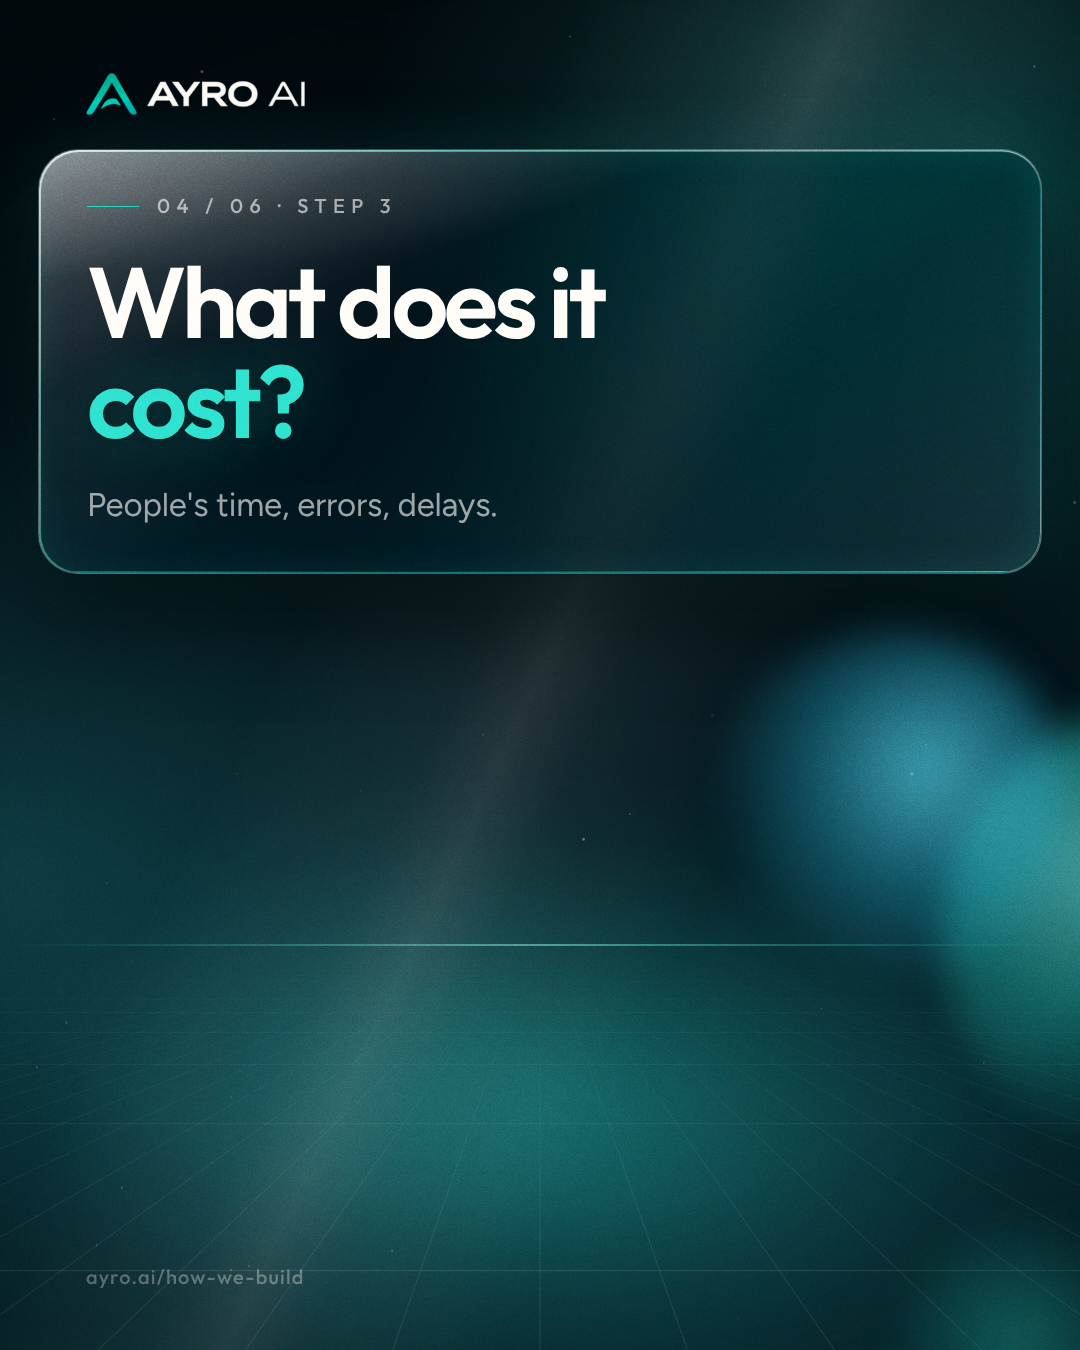 AYRO AI
04 / 06 · STEP 3
What does it
cost?
People's time, errors, delays.
ayro.ai/how-we-build